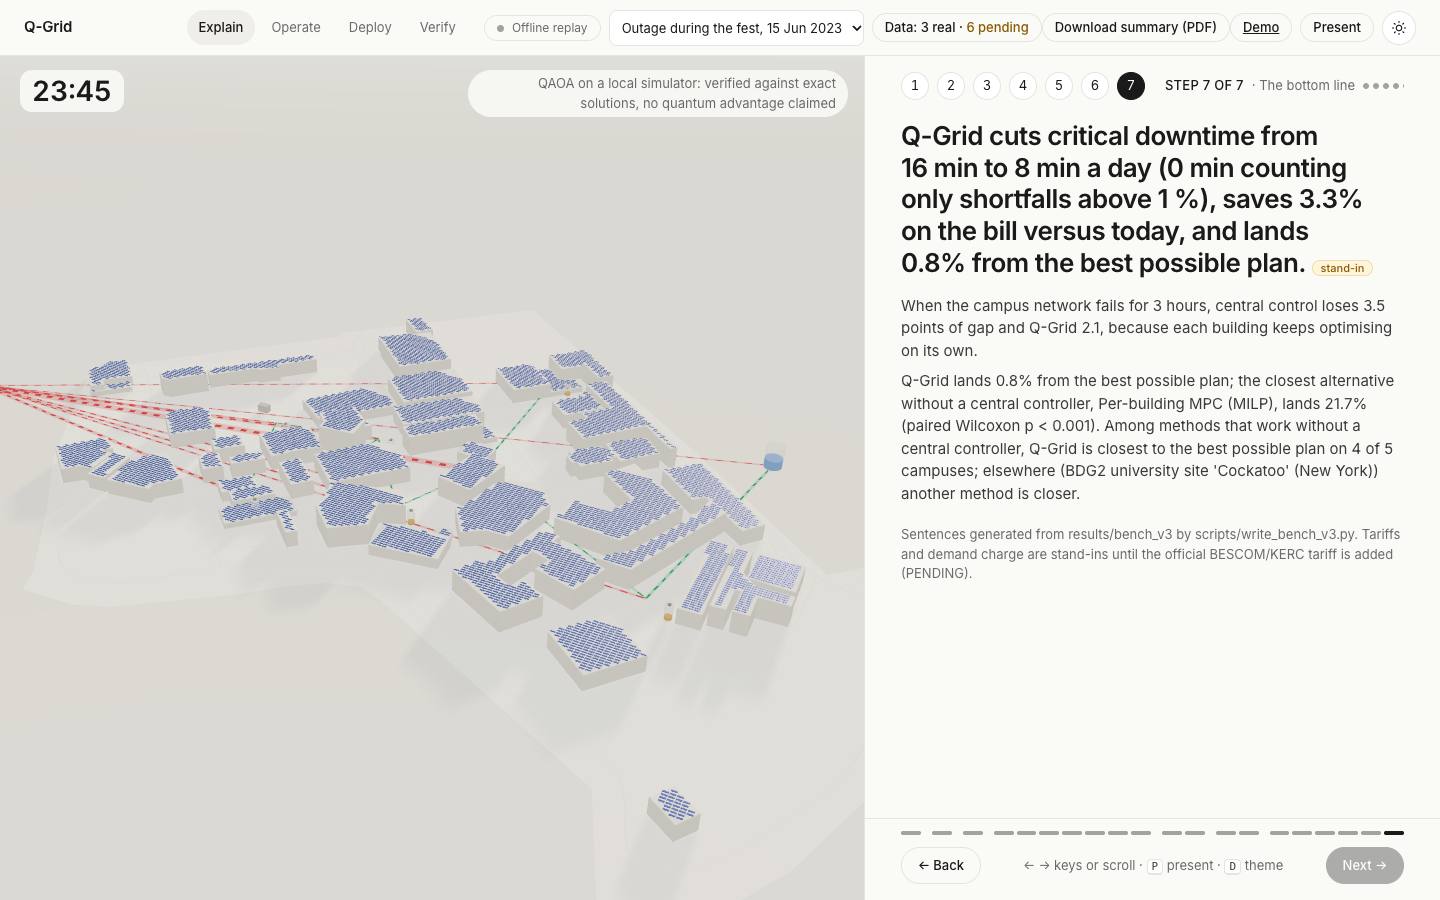 Q-Grid
Explain
Operate
Deploy
Verify
Offline replay
Outage during the fest, 15 Jun 2023
Data: 3 real · 6 pending
Download summary (PDF)
Demo
Present
23:45
QAOA on a local simulator: verified against exact
solutions, no quantum advantage claimed
1 2 3 4 5 6 7 STEP 7 OF 7 · The bottom line
Q-Grid cuts critical downtime from
16 min to 8 min a day (0 min counting
only shortfalls above 1 %), saves 3.3%
on the bill versus today, and lands
0.8% from the best possible plan. stand-in
When the campus network fails for 3 hours, central control loses 3.5
points of gap and Q-Grid 2.1, because each building keeps optimising
on its own.
Q-Grid lands 0.8% from the best possible plan; the closest alternative
without a central controller, Per-building MPC (MILP), lands 21.7%
(paired Wilcoxon p < 0.001). Among methods that work without a
central controller, Q-Grid is closest to the best possible plan on 4 of 5
campuses; elsewhere (BDG2 university site 'Cockatoo' (New York))
another method is closer.
Sentences generated from results/bench_v3 by scripts/write_bench_v3.py. Tariffs
and demand charge are stand-ins until the official BESCOM/KERC tariff is added
(PENDING).
← Back
← → keys or scroll · P present · D theme
Next →